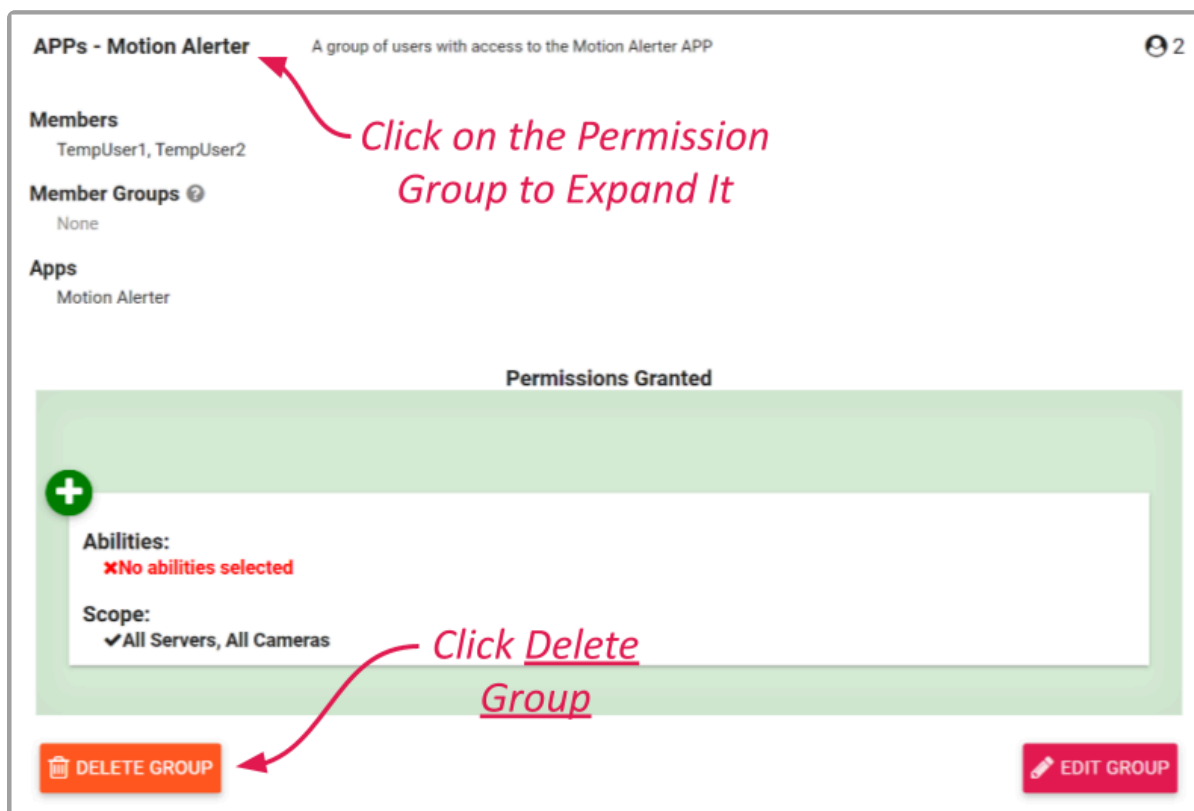 APPs - Motion Alerter A group of users with access to the Motion Alerter APP 2
Members
TempUser1, TempUser2
Click on the Permission
Group to Expand It
Member Groups
None
Apps
Motion Alerter
Permissions Granted
Abilities:
No abilities selected
Scope:
All Servers, All Cameras
Click Delete
Group
DELETE GROUP
EDIT GROUP